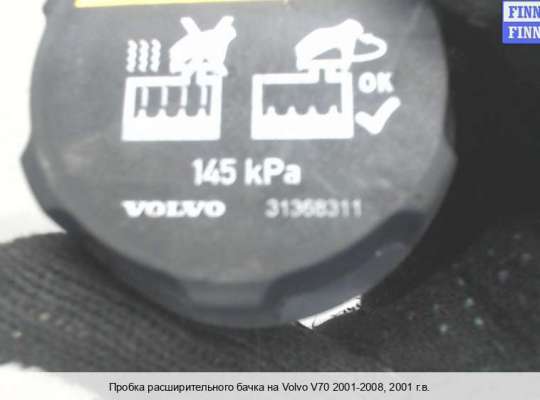 FINN
FINN
OK
145 kPa
VOLVO 31368311
Пробка расширительного бачка на Volvo V70 2001-2008, 2001 г.в.